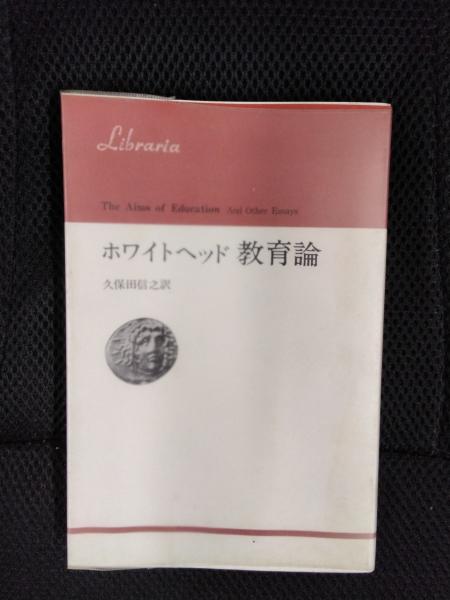 Libraria
The Aims of Education And Other Essays
ホワイトヘッド 教育論
久保田信之訳